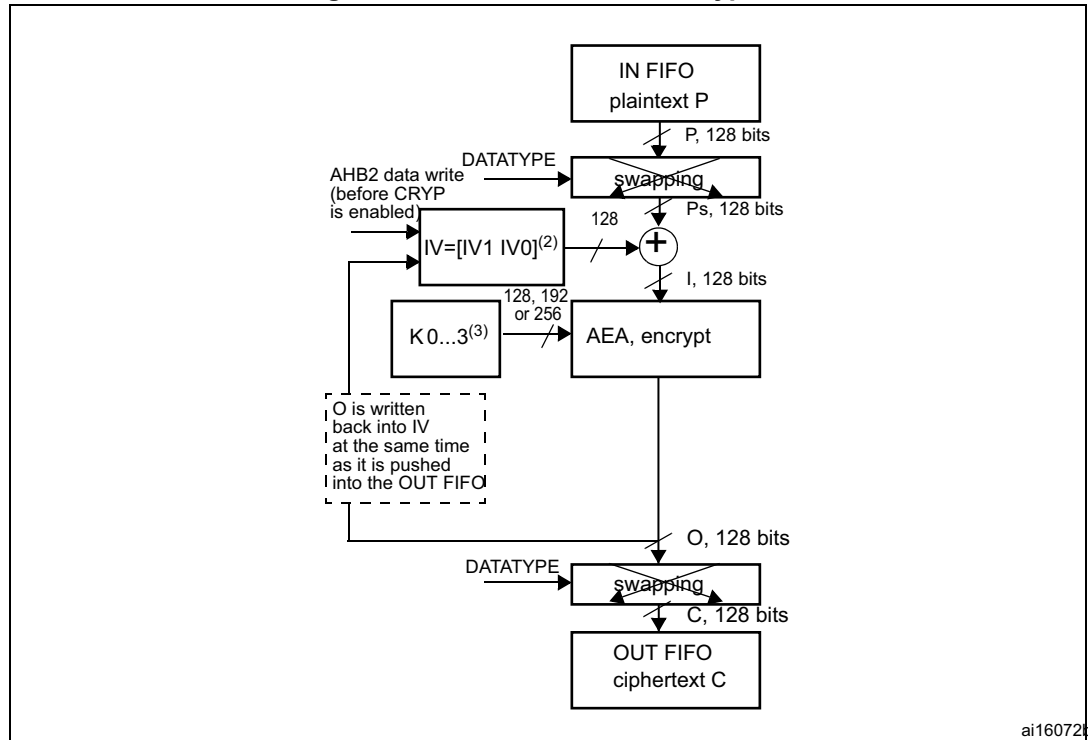 IN FIFO
plaintext P
P, 128 bits
DATATYPE
swapping
AHB2 data write
(before CRYP
is enabled)
Ps, 128 bits
128
IV=[IV1 IV0](2)
+
I, 128 bits
128, 192
or 256
K 0...3(3)
AEA, encrypt
O is written
back into IV
at the same time
as it is pushed
into the OUT FIFO
O, 128 bits
DATATYPE
swapping
C, 128 bits
OUT FIFO
ciphertext C